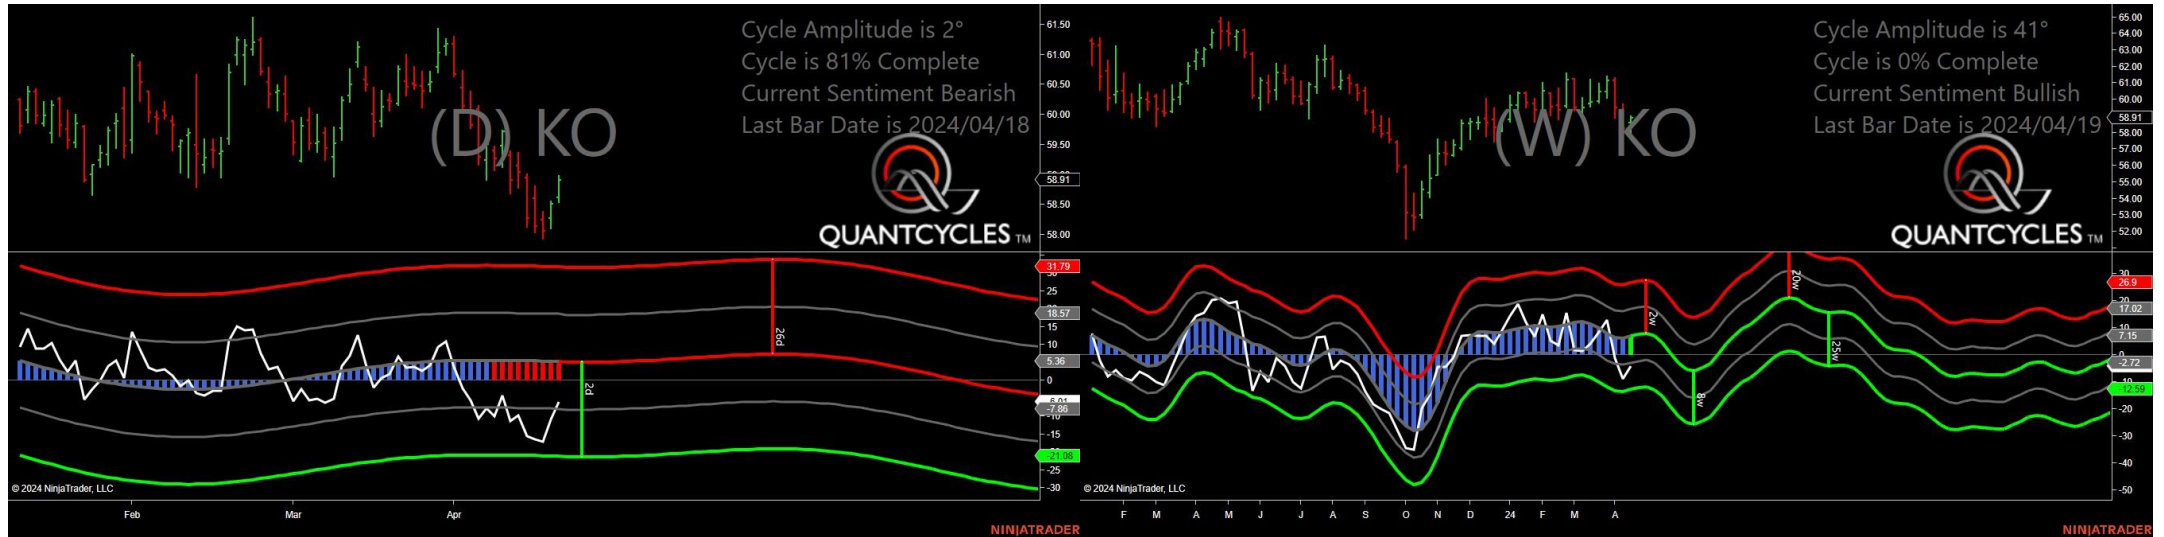 Cycle Amplitude is 2°
Cycle is 81% Complete
Current Sentiment Bearish
Last Bar Date is 2024/04/18
(D) KO
QUANTCYCLES TM
61.50
61.00
60.50
60.00
59.50
58.91
58.50
58.00
31.79
25
18.57
15
10
5.36
0
-7.86
-15
-21.08
-25
-30
26d
2d
© 2024 NinjaTrader, LLC
Feb Mar Apr
NINJATRADER
Cycle Amplitude is 41°
Cycle is 0% Complete
Current Sentiment Bullish
Last Bar Date is 2024/04/19
(W) KO
QUANTCYCLES TM
65.00
64.00
63.00
62.00
61.00
60.00
58.91
58.00
57.00
56.00
55.00
54.00
53.00
52.00
30
26.9
20
17.02
10
7.15
0
-2.72
-12.59
-20
-30
-40
-50
2w
8w
20w
25w
© 2024 NinjaTrader, LLC
F M A M J J A S O N D 24 F M A
NINJATRADER